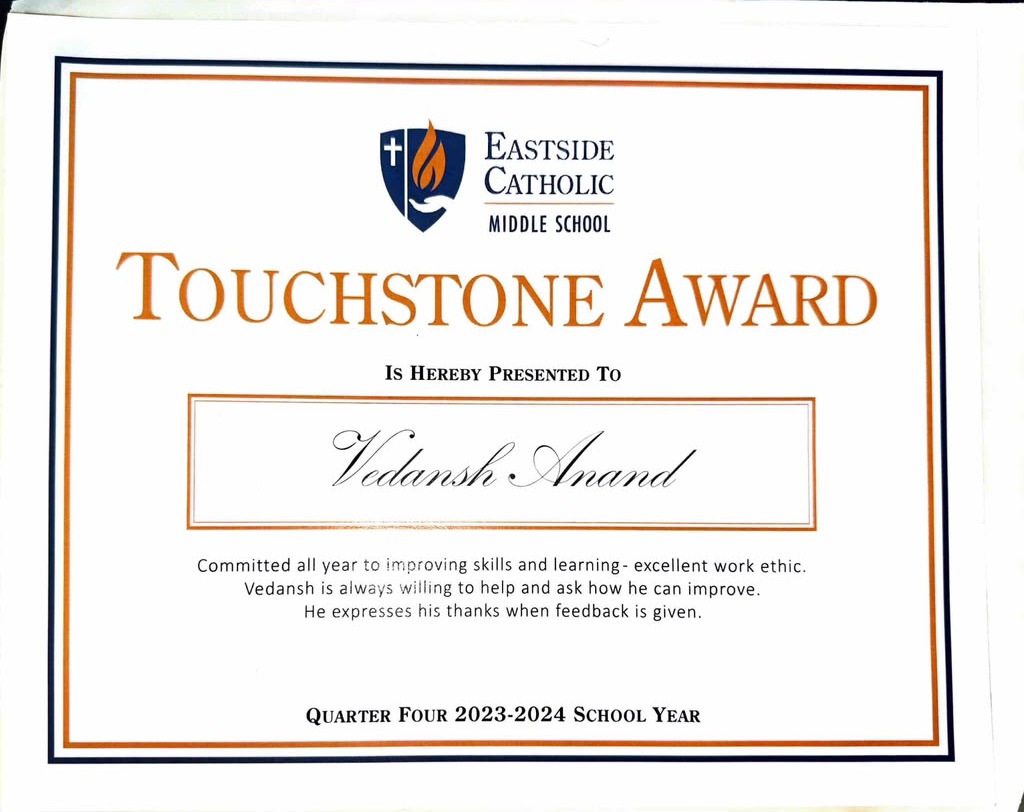 EASTSIDE
CATHOLIC
MIDDLE SCHOOL
TOUCHSTONE AWARD
IS HEREBY PRESENTED TO
Vedansh Anand
Committed all year to improving skills and learning - excellent work ethic.
Vedansh is always willing to help and ask how he can improve.
He expresses his thanks when feedback is given.
QUARTER FOUR 2023-2024 SCHOOL YEAR